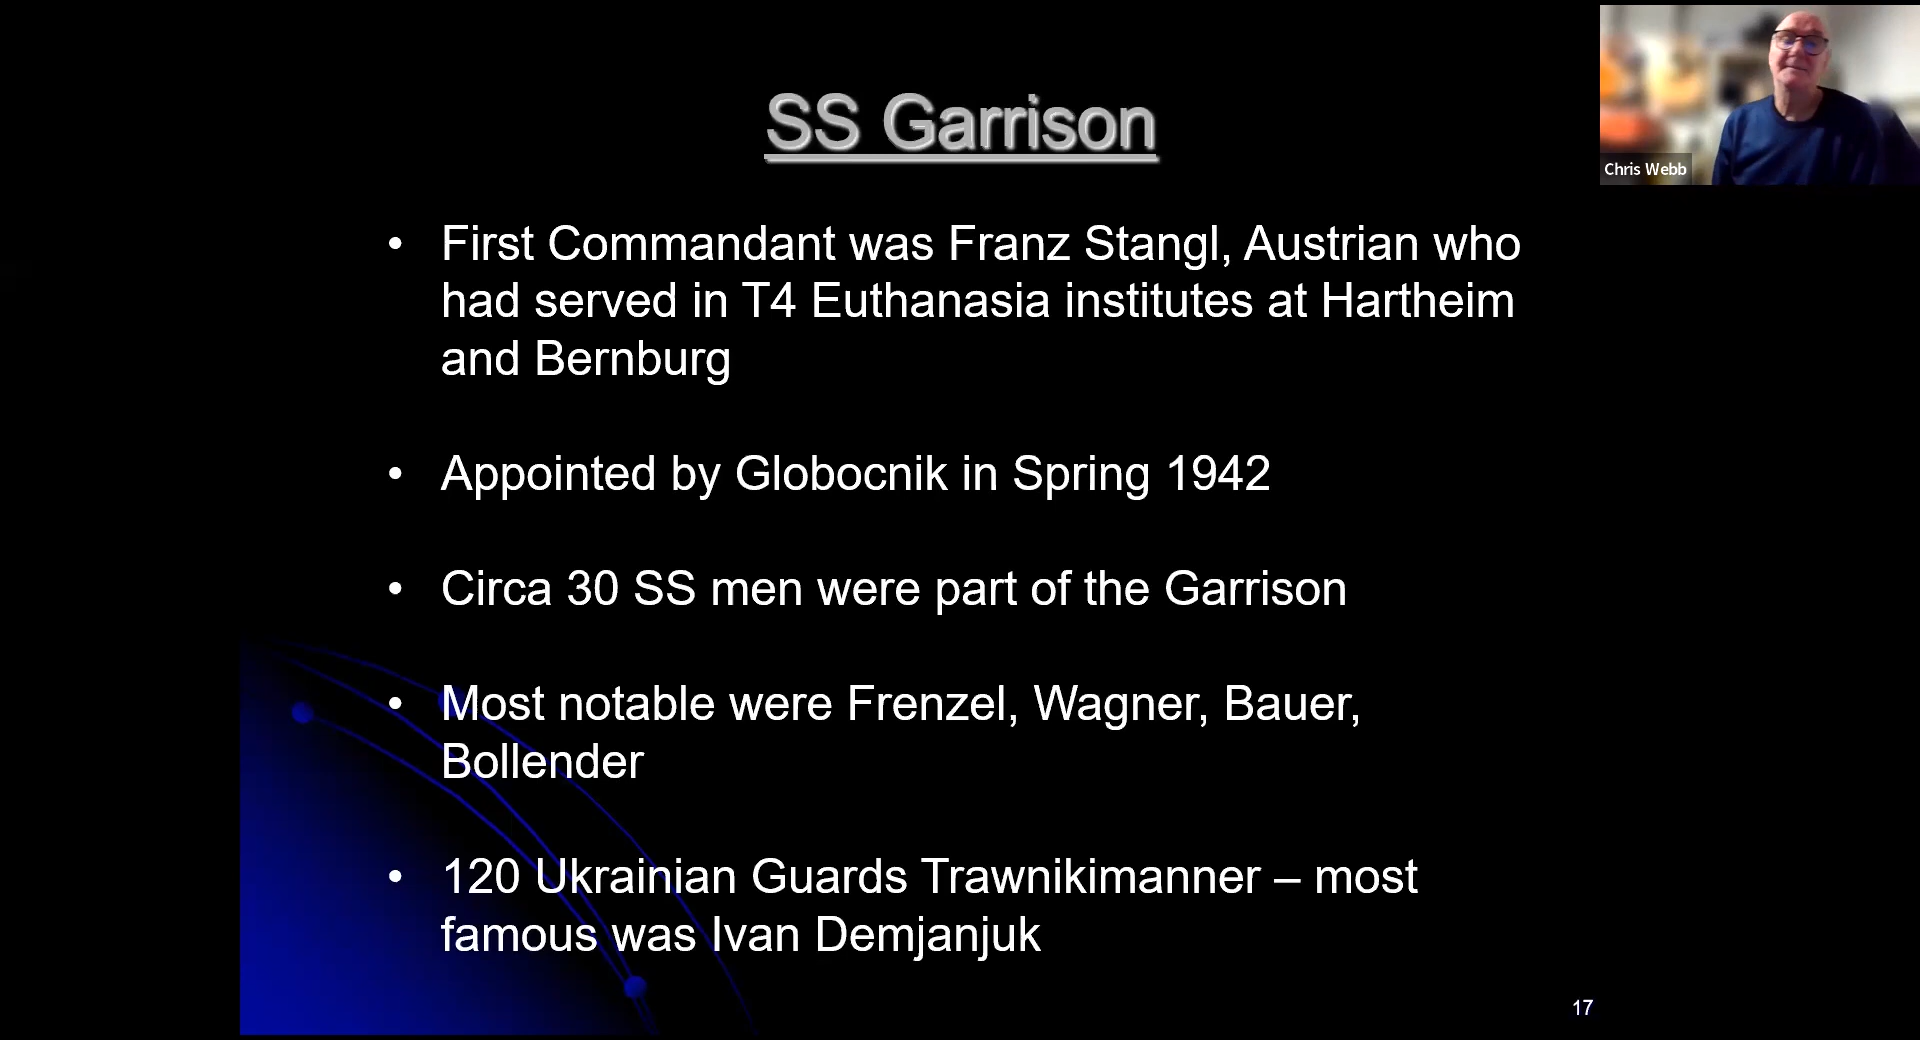 SS Garrison
Chris Webb
• First Commandant was Franz Stangl, Austrian who
had served in T4 Euthanasia institutes at Hartheim
and Bernburg
• Appointed by Globocnik in Spring 1942
• Circa 30 SS men were part of the Garrison
• Most notable were Frenzel, Wagner, Bauer,
Bollender
• 120 Ukrainian Guards Trawnikimanner – most
famous was Ivan Demjanjuk
17